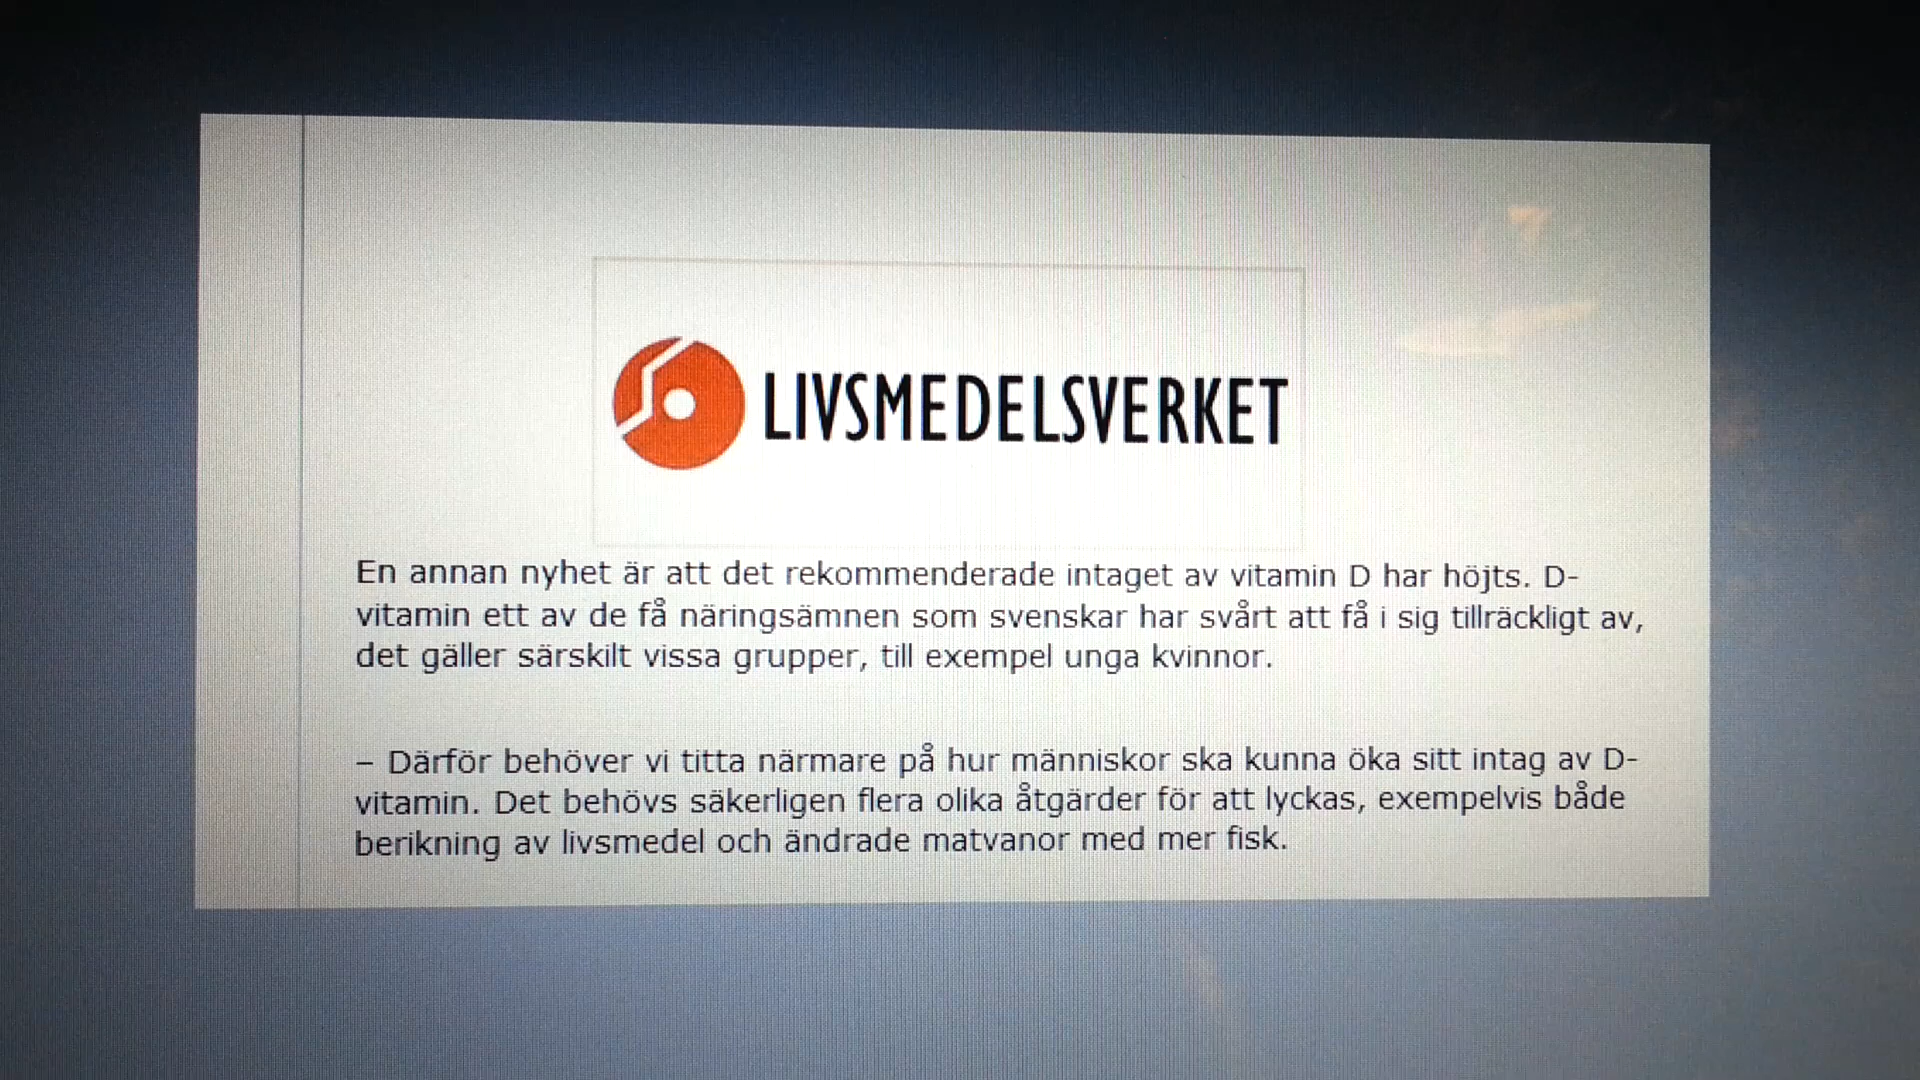 LIVSMEDELSVERKET
En annan nyhet är att det rekommenderade intaget av vitamin D har höjts. D-
vitamin ett av de få näringsämnen som svenskar har svårt att få i sig tillräckligt av,
det gäller särskilt vissa grupper, till exempel unga kvinnor.
– Därför behöver vi titta närmare på hur människor ska kunna öka sitt intag av D-
vitamin. Det behövs säkerligen flera olika åtgärder för att lyckas, exempelvis både
berikning av livsmedel och ändrade matvanor med mer fisk.